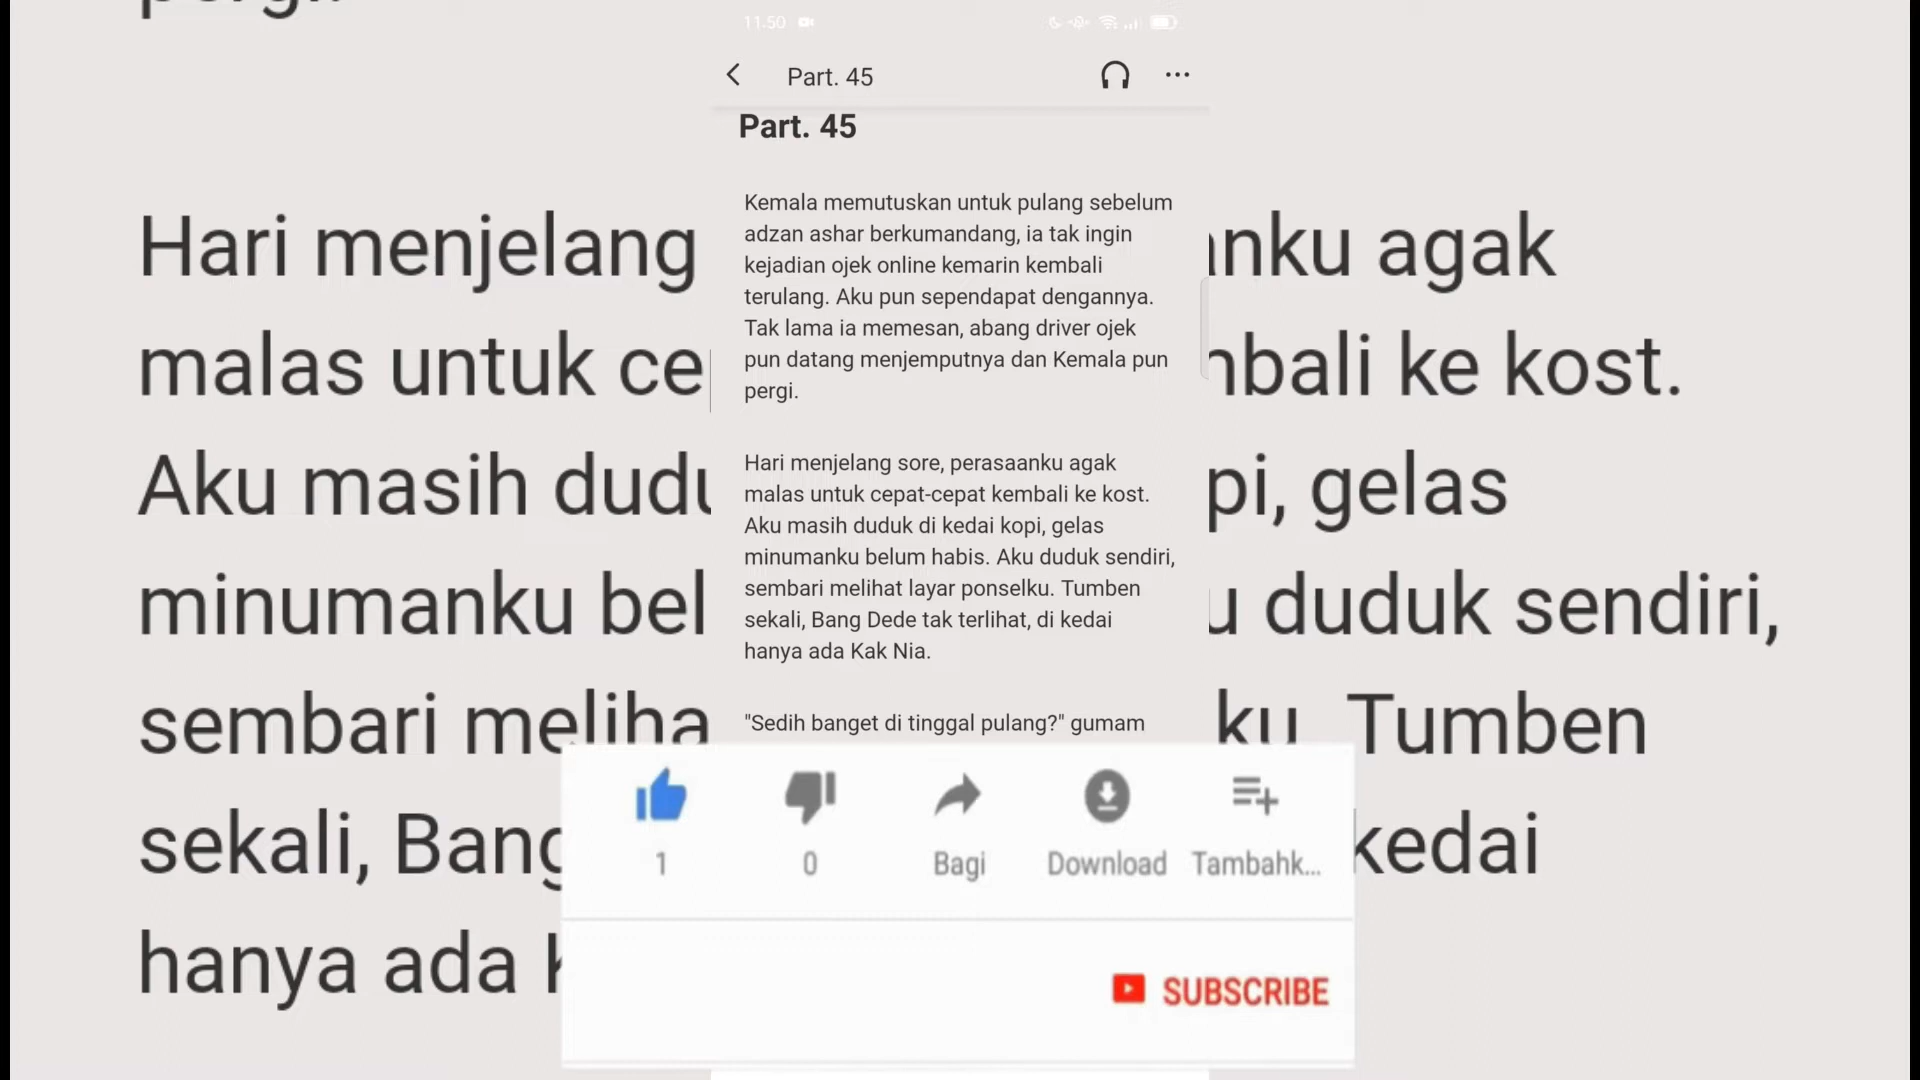 pergi.
11.50
Part. 45
Part. 45
Kemala memutuskan untuk pulang sebelum
adzan ashar berkumandang, ia tak ingin
kejadian ojek online kemarin kembali
terulang. Aku pun sependapat dengannya.
Tak lama ia memesan, abang driver ojek
pun datang menjemputnya dan Kemala pun
pergi.
Hari menjelang sore, perasaanku agak
malas untuk cepat-cepat kembali ke kost.
Aku masih duduk di kedai kopi, gelas
minumanku belum habis. Aku duduk sendiri,
sembari melihat layar ponselku. Tumben
sekali, Bang Dede tak terlihat, di kedai
hanya ada Kak Nia.
"Sedih banget di tinggal pulang?" gumam
Hari menjelang
nku agak
malas untuk ce
mbali ke kost.
Aku masih dudu
pi, gelas
minumanku bel
u duduk sendiri,
sembari meliha
ku. Tumben
sekali, Bang
kedai
hanya ada K
1
0
Bagi
Download
Tambahk...
SUBSCRIBE